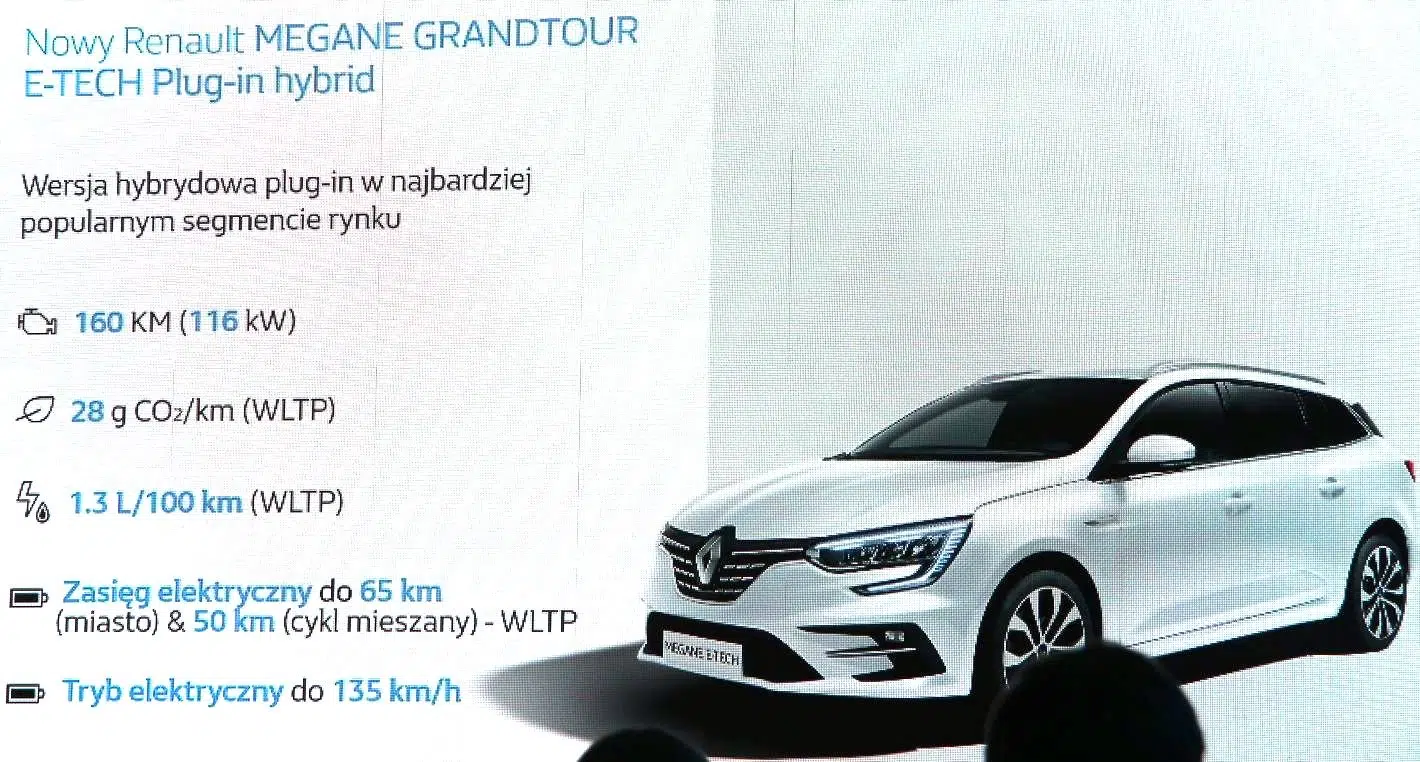 Nowy Renault MEGANE GRANDTOUR
E-TECH Plug-in hybrid
Wersja hybrydowa plug-in w najbardziej
popularnym segmencie rynku
160 KM (116 kW)
28 g CO₂/km (WLTP)
1.3 L/100 km (WLTP)
Zasięg elektryczny do 65 km
(miasto) & 50 km (cykl mieszany) - WLTP
Tryb elektryczny do 135 km/h
MEGANE E-TECH